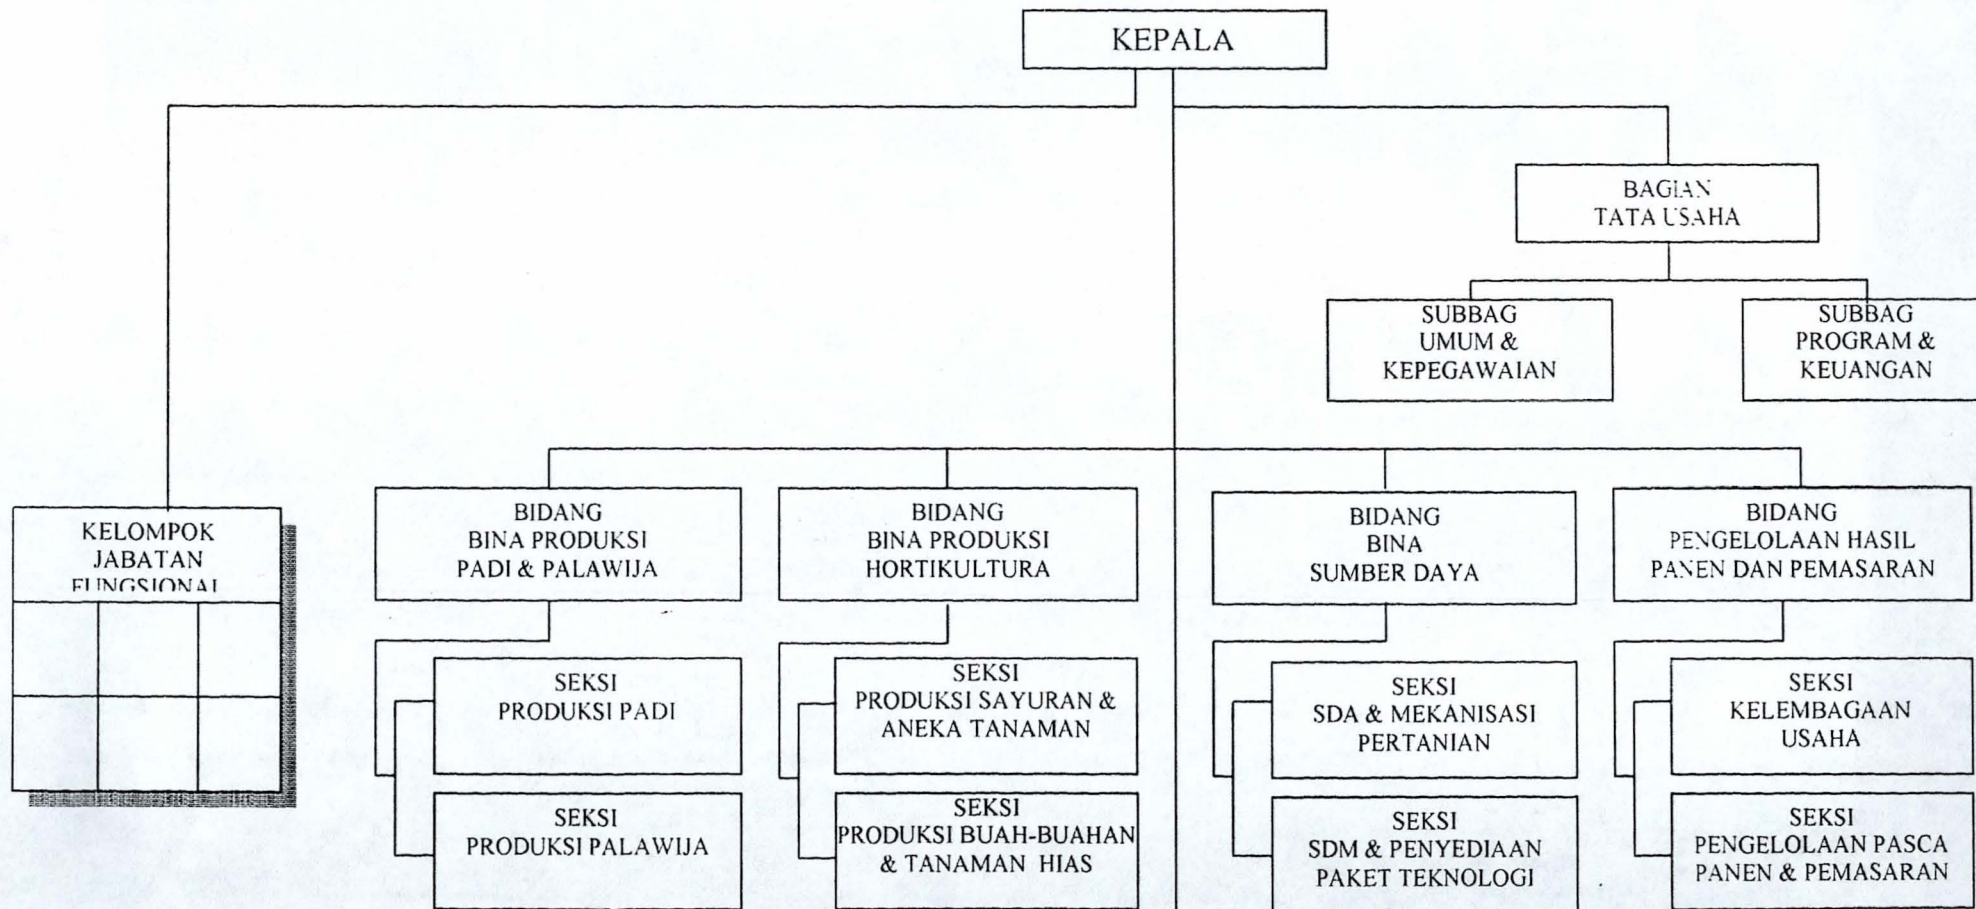 KEPALA
BAGIAN
TATA USAHA
SUBBAG
UMUM &
KEPEGAWAIAN
SUBBAG
PROGRAM &
KEUANGAN
KELOMPOK
JABATAN
FUNGSIONAL
BIDANG
BINA PRODUKSI
PADI & PALAWIJA
BIDANG
BINA PRODUKSI
HORTIKULTURA
BIDANG
BINA
SUMBER DAYA
BIDANG
PENGELOLAAN HASIL
PANEN DAN PEMASARAN
SEKSI
PRODUKSI PADI
SEKSI
PRODUKSI SAYURAN &
ANEKA TANAMAN
SEKSI
SDA & MEKANISASI
PERTANIAN
SEKSI
KELEMBAGAAN
USAHA
SEKSI
PRODUKSI PALAWIJA
SEKSI
PRODUKSI BUAH-BUAHAN
& TANAMAN HIAS
SEKSI
SDM & PENYEDIAAN
PAKET TEKNOLOGI
SEKSI
PENGELOLAAN PASCA
PANEN & PEMASARAN